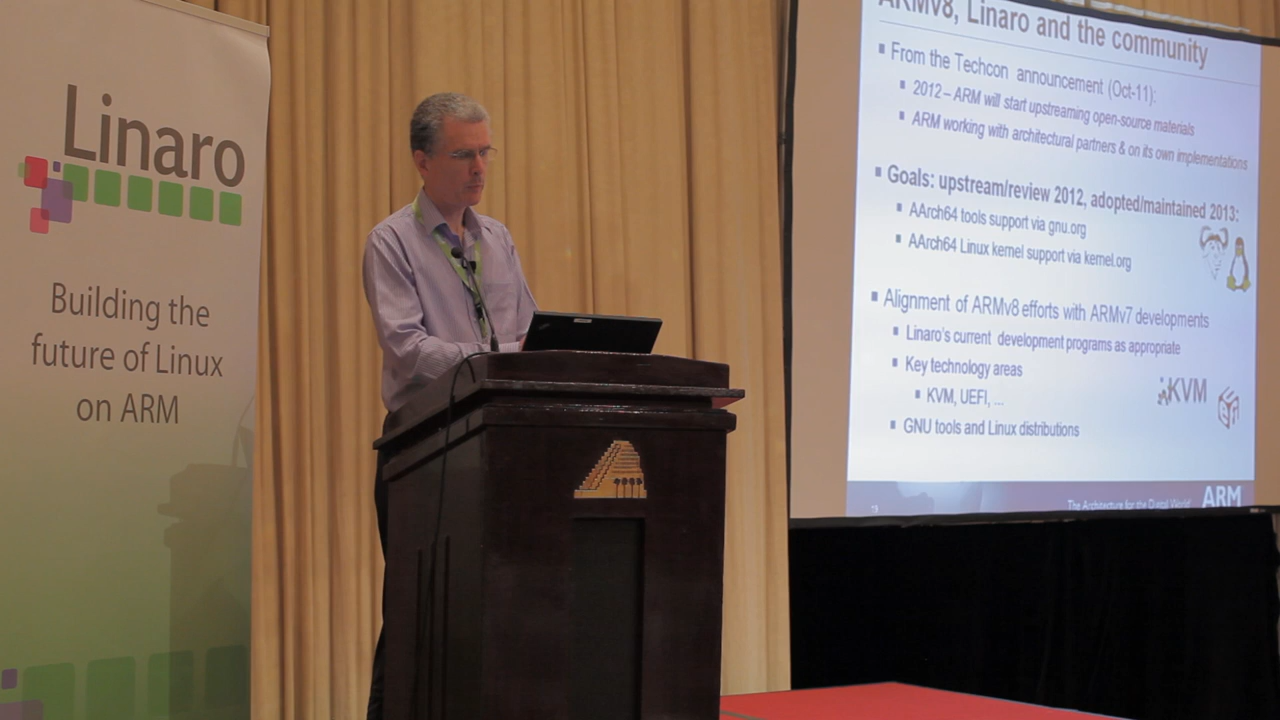 Linaro
Building the
future of Linux
on ARM
ARMv8, Linaro and the community
From the Techcon announcement (Oct-11):
2012 – ARM will start upstreaming open-source materials
ARM working with architectural partners & on its own implementations
Goals: upstream/review 2012, adopted/maintained 2013:
AArch64 tools support via gnu.org
AArch64 Linux kernel support via kernel.org
Alignment of ARMv8 efforts with ARMv7 developments
Linaro's current development programs as appropriate
Key technology areas
KVM, UEFI, ...
KVM
GNU tools and Linux distributions
13
The Architecture for the Digital World
ARM